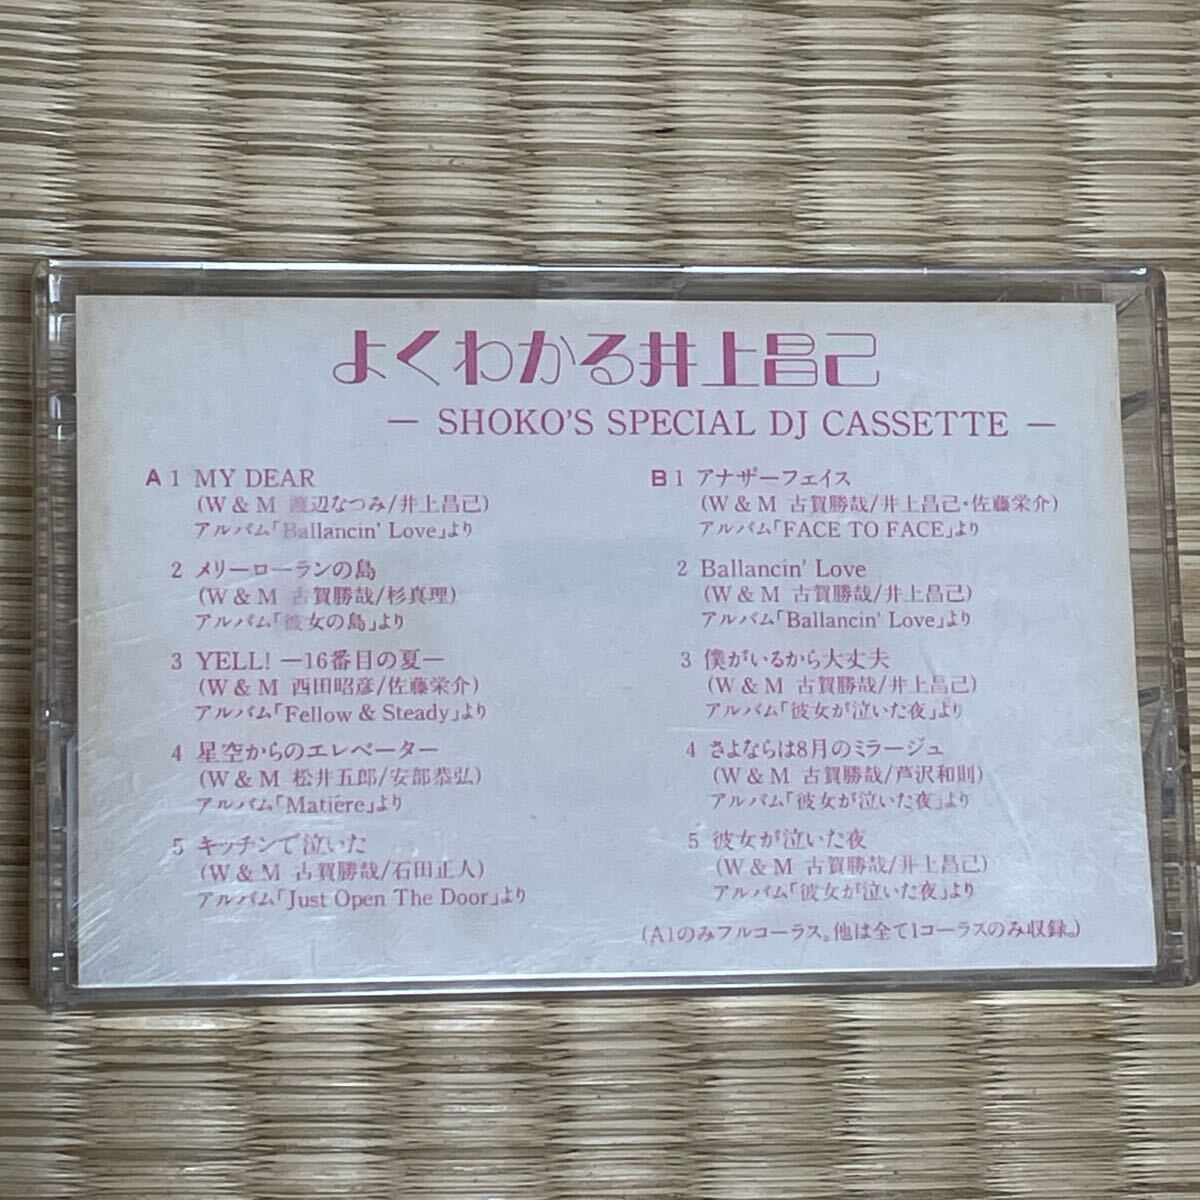 よくわかる井上昌己
— SHOKO'S SPECIAL DJ CASSETTE —
A 1 MY DEAR
(W & M 渡辺なつみ/井上昌己)
アルバム「Ballancin' Love」より
2 メリーローランの島
(W & M 古賀勝哉/杉真理)
アルバム「彼女の島」より
3 YELL! —16番目の夏—
(W & M 西田昭彦/佐藤栄介)
アルバム「Fellow & Steady」より
4 星空からのエレベーター
(W & M 松井五郎/安部恭弘)
アルバム「Matiere」より
5 キッチンで泣いた
(W & M 古賀勝哉/石田正人)
アルバム「Just Open The Door」より
B 1 アナザーフェイス
(W & M 古賀勝哉/井上昌己・佐藤栄介)
アルバム「FACE TO FACE」より
2 Ballancin' Love
(W & M 古賀勝哉/井上昌己)
アルバム「Ballancin' Love」より
3 僕がいるから大丈夫
(W & M 古賀勝哉/井上昌己)
アルバム「彼女が泣いた夜」より
4 さよならは8月のミラージュ
(W & M 古賀勝哉/芦沢和則)
アルバム「彼女が泣いた夜」より
5 彼女が泣いた夜
(W & M 古賀勝哉/井上昌己)
アルバム「彼女が泣いた夜」より
(A1のみフルコーラス。他は全て1コーラスのみ収録。)